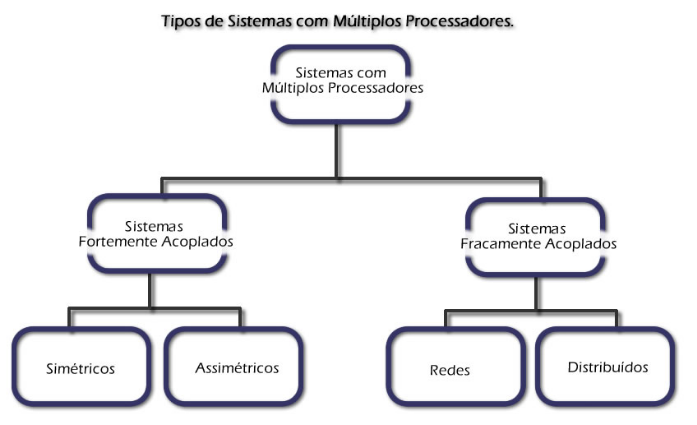 Tipos de Sistemas com Múltiplos Processadores.
Sistemas com
Múltiplos Processadores
Sistemas
Fortemente Acoplados
Sistemas
Fracamente Acoplados
Simétricos
Assimétricos
Redes
Distribuídos